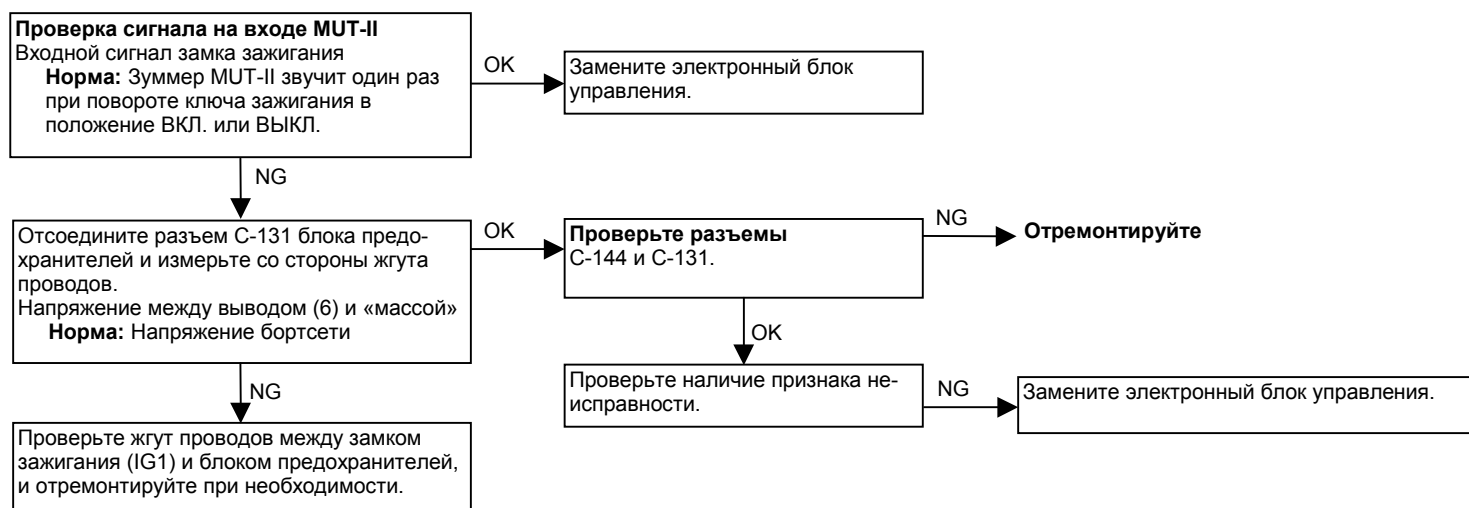 Проверка сигнала на входе MUT-II
Входной сигнал замка зажигания
Норма: Зуммер MUT-II звучит один раз
при повороте ключа зажигания в
положение ВКЛ. или ВЫКЛ.
OK
Замените электронный блок
управления.
NG
Отсоедините разъем С-131 блока предо-
хранителей и измерьте со стороны жгута
проводов.
Напряжение между выводом (6) и «массой»
Норма: Напряжение бортсети
OK
Проверьте разъемы
С-144 и С-131.
NG
Отремонтируйте
OK
NG
Проверьте наличие признака не-
исправности.
NG
Замените электронный блок управления.
Проверьте жгут проводов между замком
зажигания (IG1) и блоком предохранителей,
и отремонтируйте при необходимости.